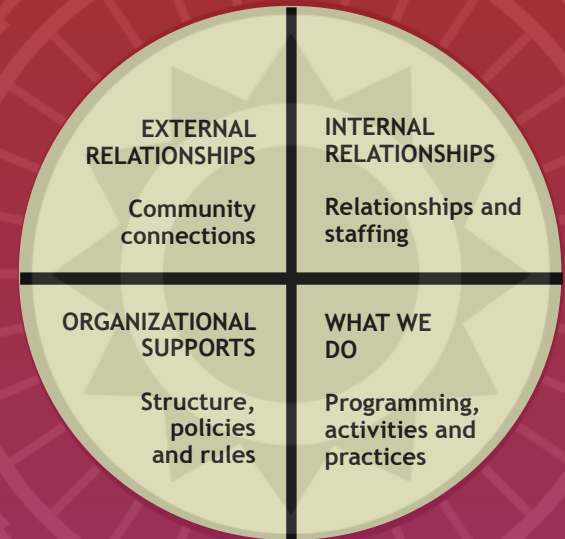 EXTERNAL
RELATIONSHIPS
Community
connections
INTERNAL
RELATIONSHIPS
Relationships and
staffing
ORGANIZATIONAL
SUPPORTS
Structure,
policies
and rules
WHAT WE
DO
Programming,
activities and
practices